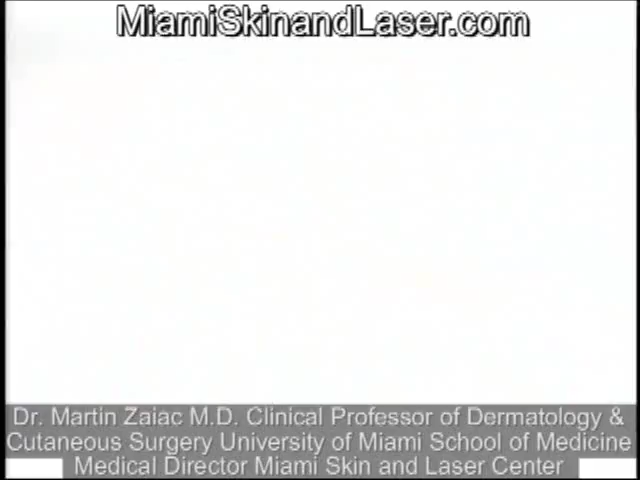 MiamiSkinandLaser.com
Dr. Martin Zaiac M.D. Clinical Professor of Dermatology &
Cutaneous Surgery University of Miami School of Medicine
Medical Director Miami Skin and Laser Center